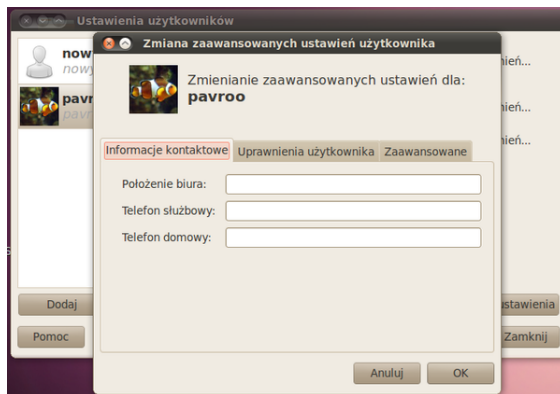 Ustawienia użytkowników
Zmiana zaawansowanych ustawień użytkownika
Zmienianie zaawansowanych ustawień dla:
pavroo
Informacje kontaktowe
Uprawnienia użytkownika
Zaawansowane
Położenie biura:
Telefon służbowy:
Telefon domowy:
Dodaj
Pomoc
Zamknij
Anuluj
OK